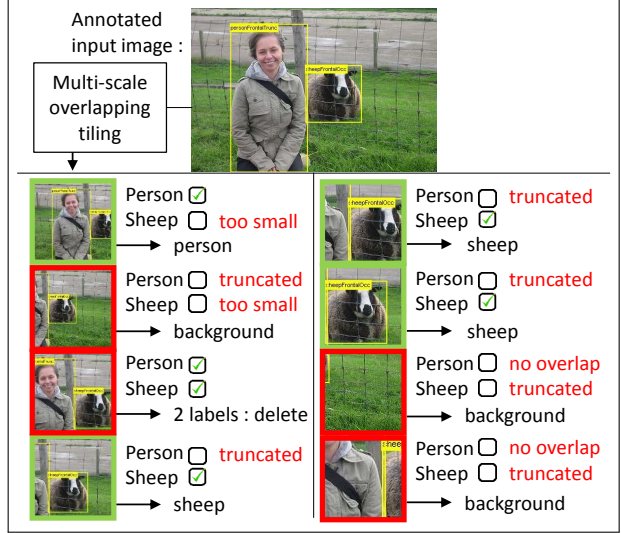 Annotated
input image :
personFrontalTrunc
sheepFrontalOcc
Multi-scale
overlapping
tiling
Person
Sheep too small
person
Person truncated
Sheep too small
background
Person
Sheep
2 labels : delete
Person truncated
Sheep
sheep
sheepFrontalOcc
Person truncated
Sheep
sheep
sheepFrontalOcc
Person truncated
Sheep
sheep
Person no overlap
Sheep truncated
background
Person no overlap
Sheep truncated
background